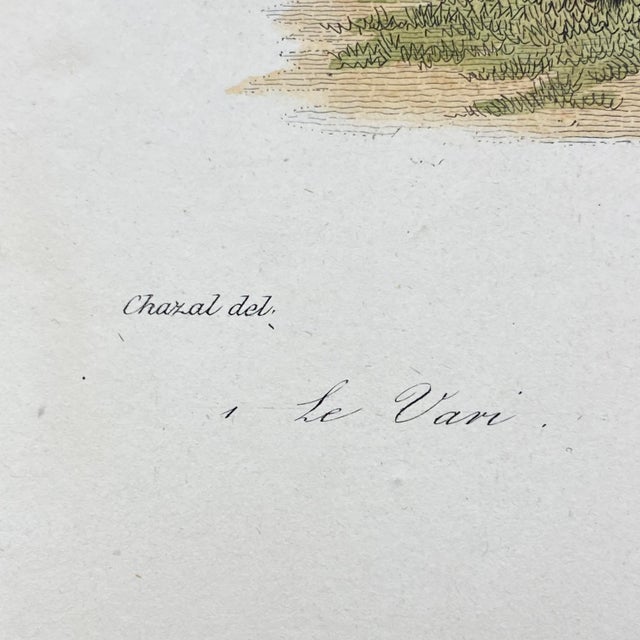 Chazal del.
1 Le Vari.